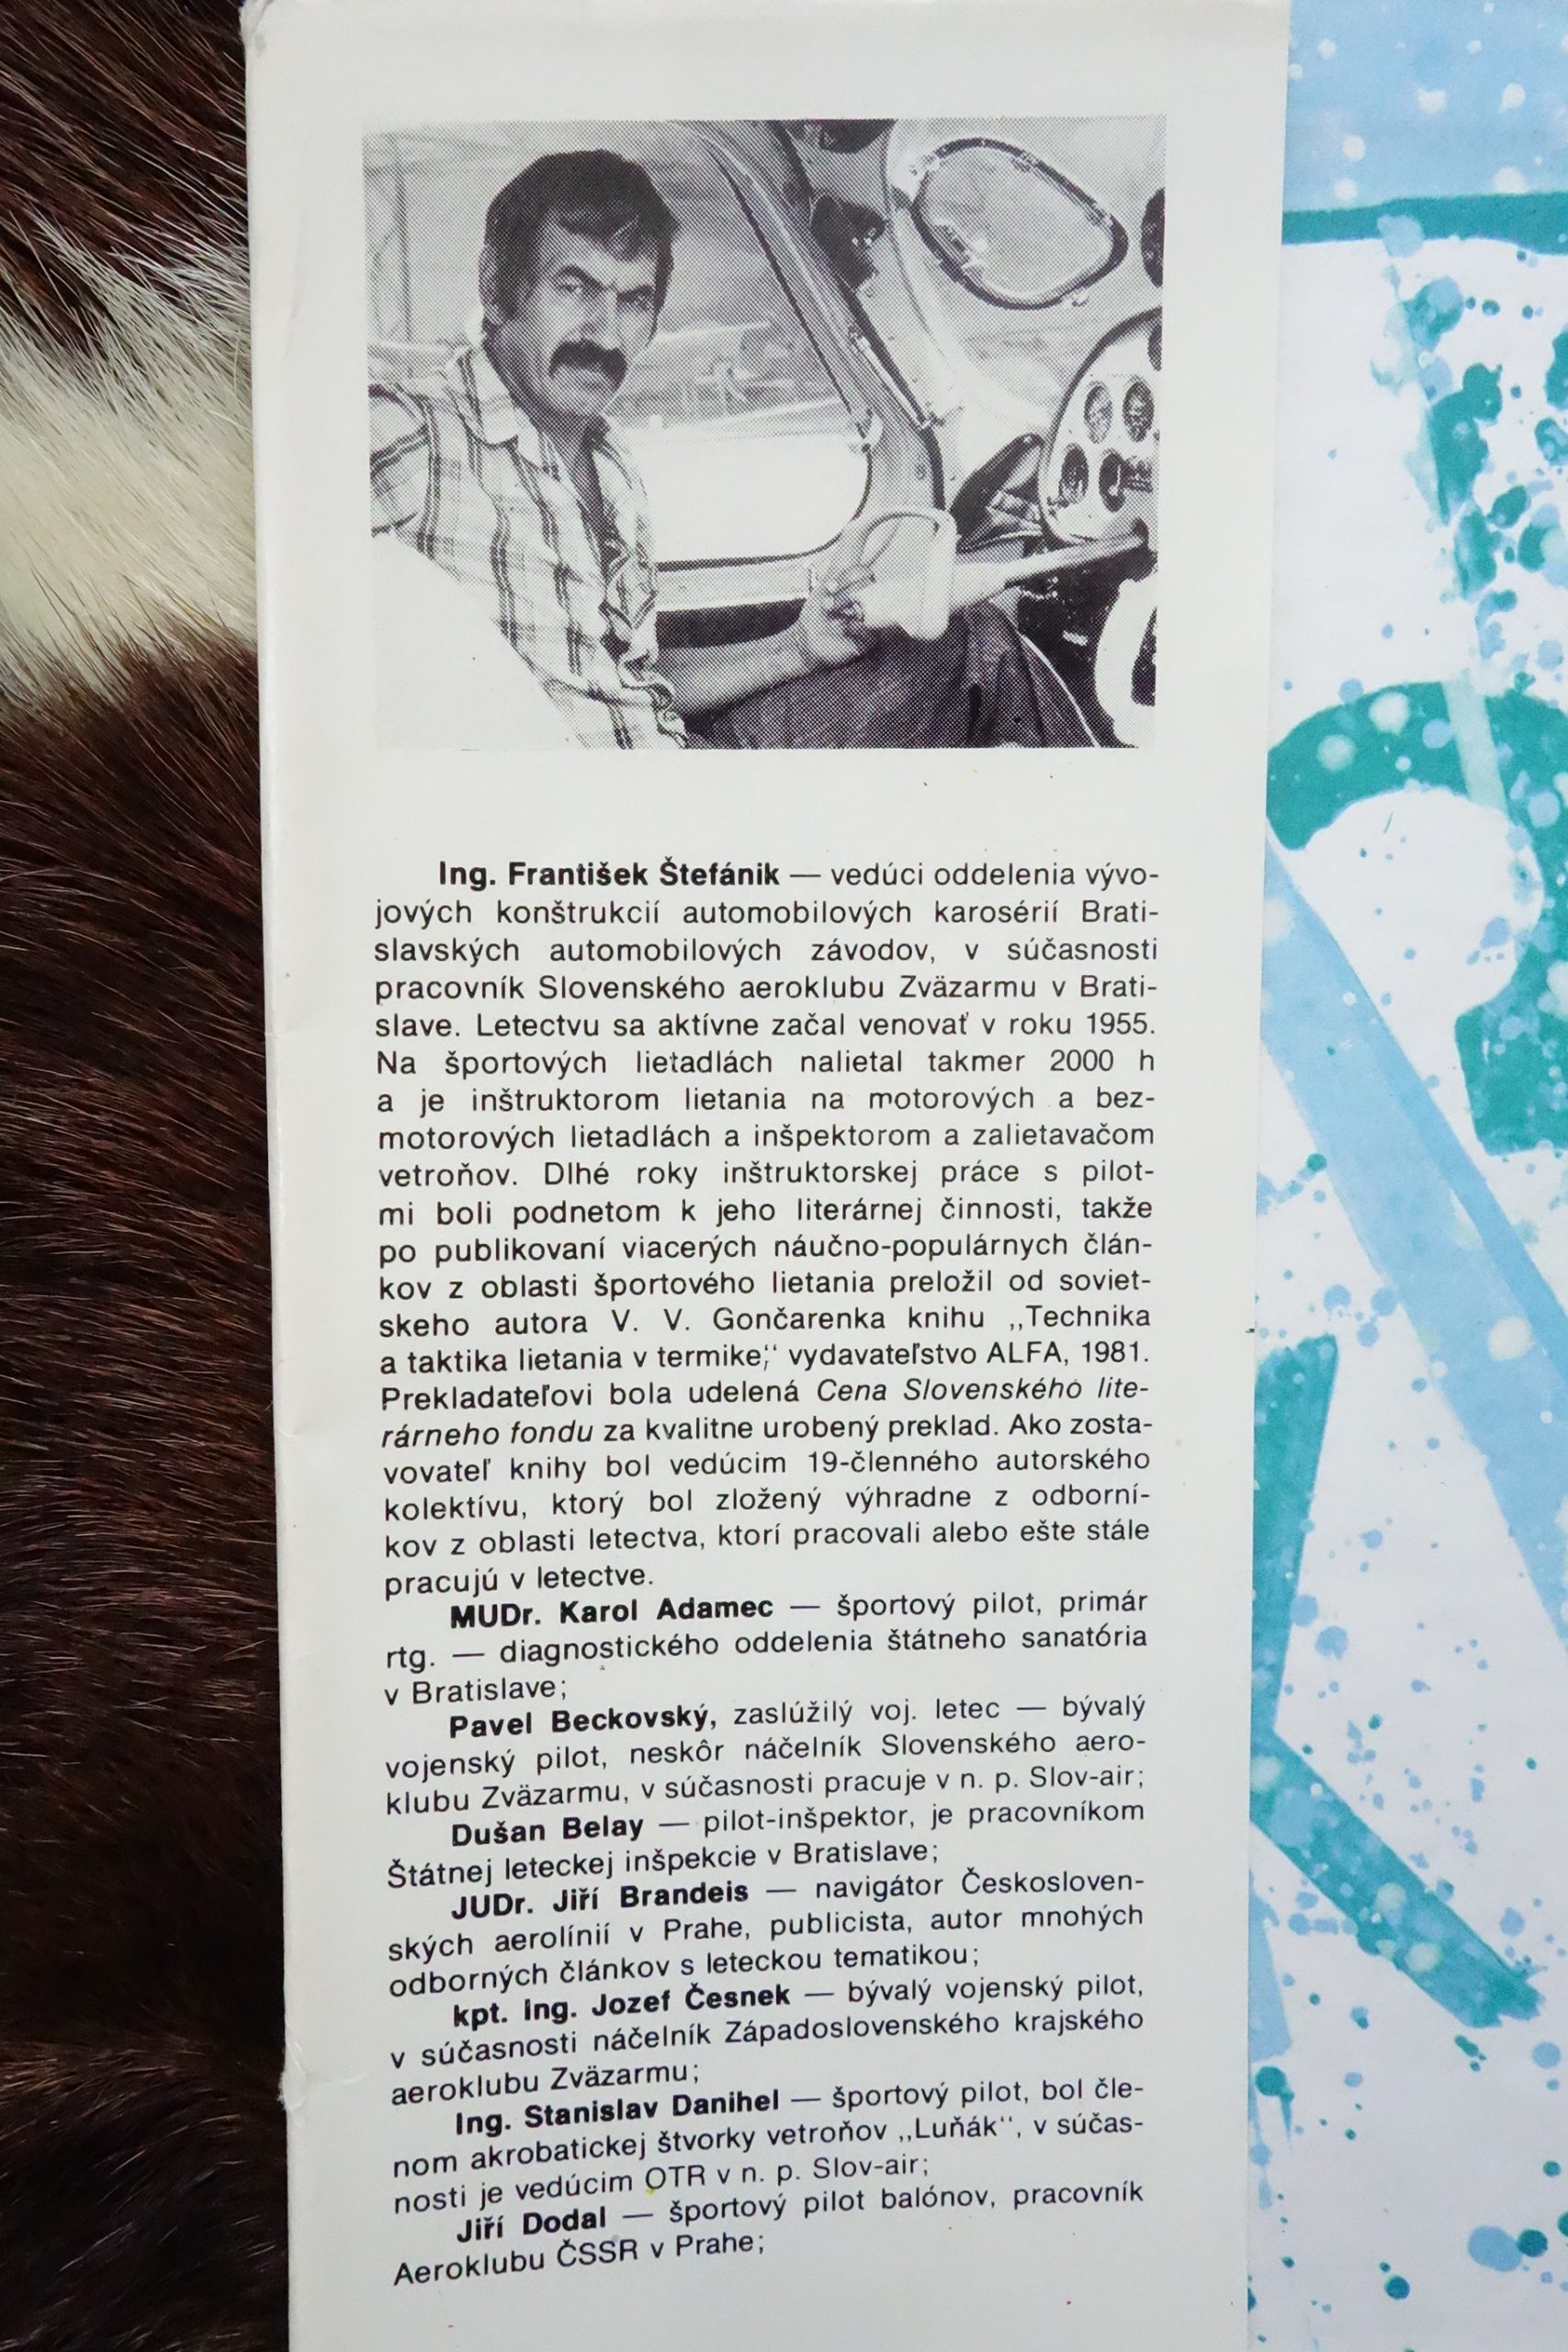 Ing. František Štefánik — vedúci oddelenia vývo-
jových konštrukcií automobilových karosérií Brati-
slavských automobilových závodov, v súčasnosti
pracovník Slovenského aeroklubu Zväzarmu v Brati-
slave. Letectvu sa aktívne začal venovať v roku 1955.
Na športových lietadlách nalietal takmer 2000 h
a je inštruktorom lietania na motorových a bez-
motorových lietadlách a inšpektorom a zalietavačom
vetroňov. Dlhé roky inštruktorskej práce s pilot-
mi boli podnetom k jeho literárnej činnosti, takže
po publikovaní viacerých náučno-populárnych člán-
kov z oblasti športového lietania preložil od soviet-
skeho autora V. V. Gončarenka knihu „Technika
a taktika lietania v termike,“ vydavateľstvo ALFA, 1981.
Prekladateľovi bola udelená Cena Slovenského lite-
rárneho fondu za kvalitne urobený preklad. Ako zosta-
vovateľ knihy bol vedúcim 19-členného autorského
kolektívu, ktorý bol zložený výhradne z odborní-
kov z oblasti letectva, ktorí pracovali alebo ešte stále
pracujú v letectve.
MUDr. Karol Adamec — športový pilot, primár
rtg. — diagnostického oddelenia štátneho sanatória
v Bratislave;
Pavel Beckovský, zaslúžilý voj. letec — bývalý
vojenský pilot, neskôr náčelník Slovenského aero-
klubu Zväzarmu, v súčasnosti pracuje v n. p. Slov-air;
Dušan Belay — pilot-inšpektor, je pracovníkom
Štátnej leteckej inšpekcie v Bratislave;
JUDr. Jiří Brandeis — navigátor Českosloven-
ských aerolínií v Prahe, publicista, autor mnohých
odborných článkov s leteckou tematikou;
kpt. Ing. Jozef Česnek — bývalý vojenský pilot,
v súčasnosti náčelník Západoslovenského krajského
aeroklubu Zväzarmu;
Ing. Stanislav Danihel — športový pilot, bol čle-
nom akrobatickej štvorky vetroňov „Luňák“, v súčas-
nosti je vedúcim OTR v n. p. Slov-air;
Jiří Dodal — športový pilot balónov, pracovník
Aeroklubu ČSSR v Prahe;